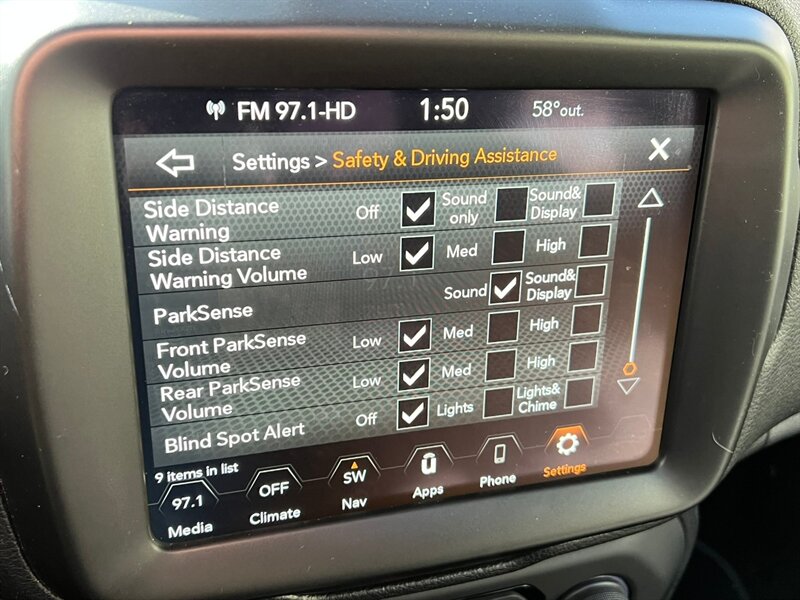 FM 97.1-HD 1:50 58°out.
Settings > Safety & Driving Assistance
Side Distance Warning Off Sound only Sound& Display
Side Distance Warning Volume Low Med High
ParkSense Sound Sound& Display
Front ParkSense Volume Low Med High
Rear ParkSense Volume Low Med High
Blind Spot Alert Off Lights Lights& Chime
9 items in list
97.1 OFF SW
Media Climate Nav Apps Phone Settings